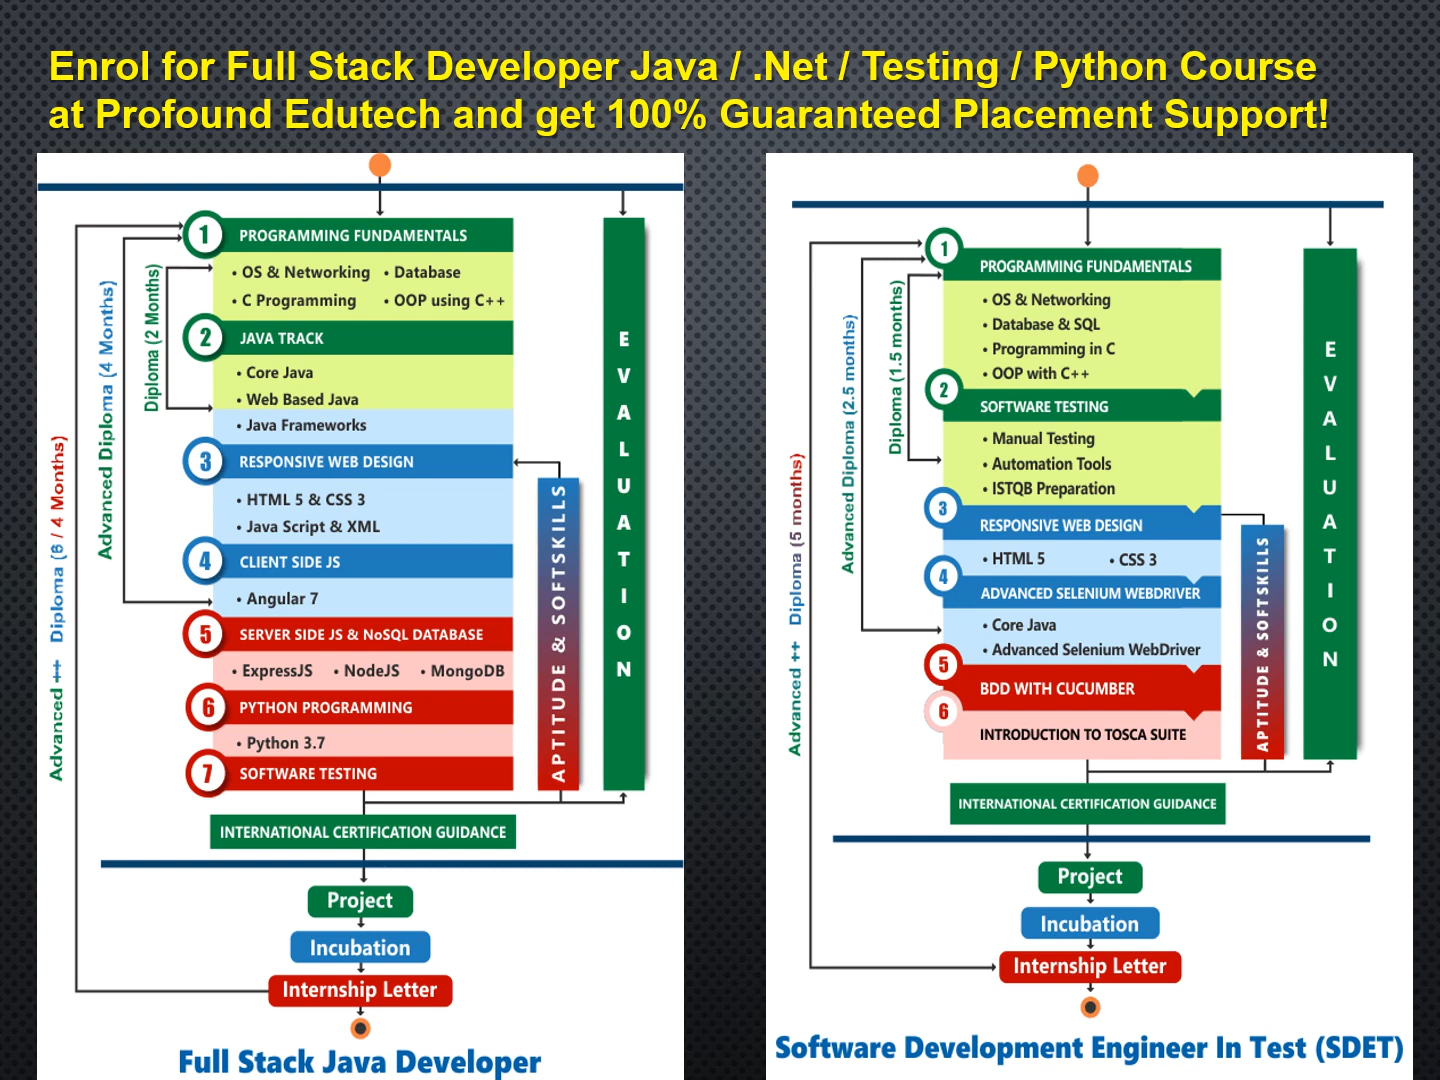 Enrol for Full Stack Developer Java / .Net / Testing / Python Course
at Profound Edutech and get 100% Guaranteed Placement Support!
1 PROGRAMMING FUNDAMENTALS
• OS & Networking • Database
• C Programming • OOP using C++
2 JAVA TRACK
• Core Java
• Web Based Java
• Java Frameworks
3 RESPONSIVE WEB DESIGN
• HTML 5 & CSS 3
• Java Script & XML
4 CLIENT SIDE JS
• Angular 7
5 SERVER SIDE JS & NoSQL DATABASE
• ExpressJS • NodeJS • MongoDB
6 PYTHON PROGRAMMING
• Python 3.7
7 SOFTWARE TESTING
INTERNATIONAL CERTIFICATION GUIDANCE
Project
Incubation
Internship Letter
Diploma (2 Months)
Advanced Diploma (4 Months)
Advanced ++ Diploma (6 / 4 Months)
APTITUDE & SOFTSKILLS
EVALUATION
Full Stack Java Developer
1 PROGRAMMING FUNDAMENTALS
• OS & Networking
• Database & SQL
• Programming in C
• OOP with C++
2 SOFTWARE TESTING
• Manual Testing
• Automation Tools
• ISTQB Preparation
3 RESPONSIVE WEB DESIGN
• HTML 5 • CSS 3
4 ADVANCED SELENIUM WEBDRIVER
• Core Java
• Advanced Selenium WebDriver
5 BDD WITH CUCUMBER
6 INTRODUCTION TO TOSCA SUITE
INTERNATIONAL CERTIFICATION GUIDANCE
Project
Incubation
Internship Letter
Diploma (1.5 months)
Advanced Diploma (2.5 months)
Advanced ++ Diploma (5 months)
APTITUDE & SOFTSKILLS
EVALUATION
Software Development Engineer In Test (SDET)